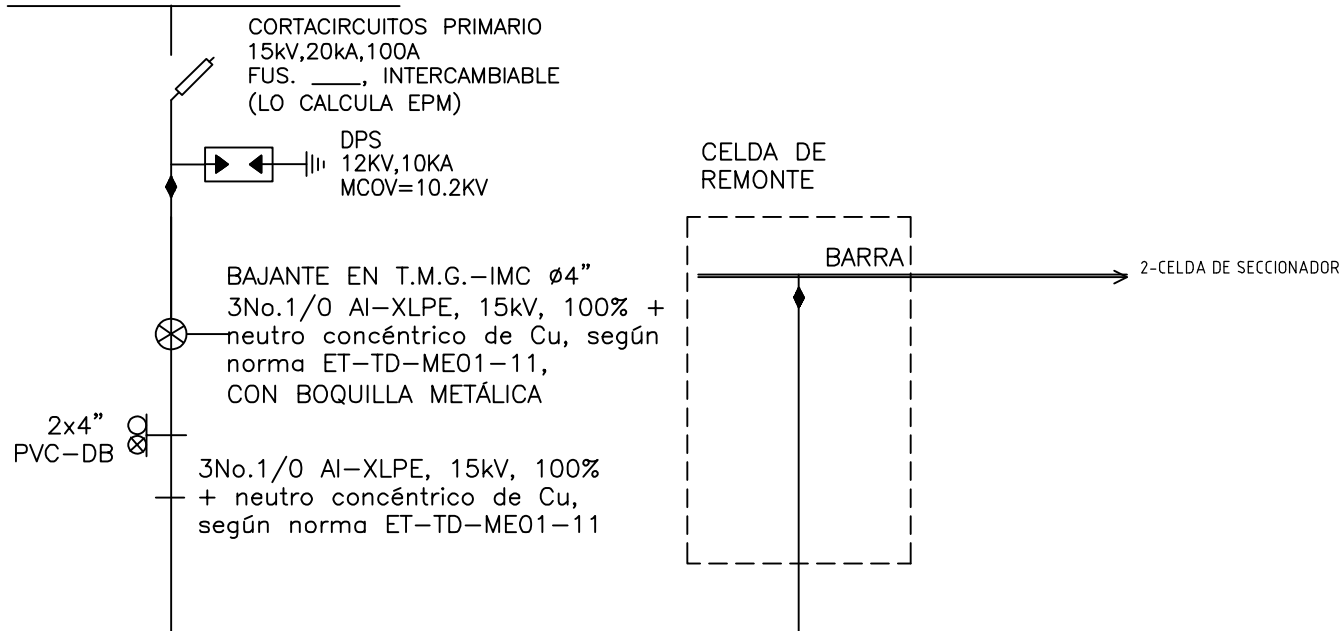 CORTACIRCUITOS PRIMARIO
15kV,20kA,100A
FUS. ____, INTERCAMBIABLE
(LO CALCULA EPM)
DPS
12KV,10KA
MCOV=10.2KV
BAJANTE EN T.M.G.-IMC ø4"
3No.1/0 Al-XLPE, 15kV, 100% +
neutro concéntrico de Cu, según
norma ET-TD-ME01-11,
CON BOQUILLA METÁLICA
2x4"
PVC-DB
3No.1/0 Al-XLPE, 15kV, 100%
+ neutro concéntrico de Cu,
según norma ET-TD-ME01-11
CELDA DE
REMONTE
BARRA
2-CELDA DE SECCIONADOR